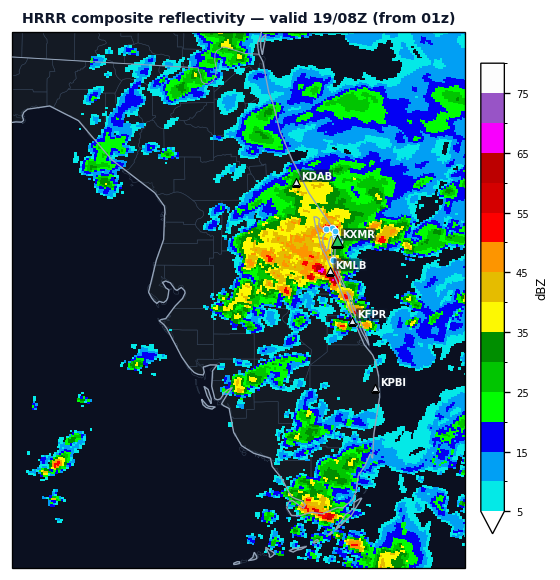 HRRR composite reflectivity — valid 19/08Z (from 01z)
KDAB
KXMR
KMLB
KFPR
KPBI
75
65
55
45
35
25
15
5
dBZ